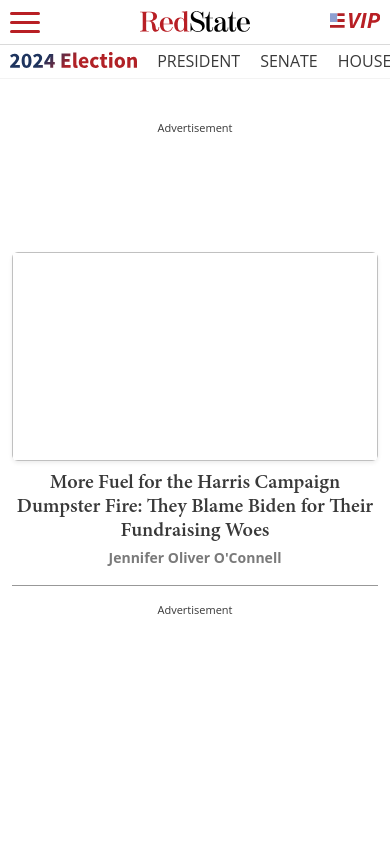 RedState
VIP
2024 Election PRESIDENT SENATE HOUSE
Advertisement
More Fuel for the Harris Campaign
Dumpster Fire: They Blame Biden for Their
Fundraising Woes
Jennifer Oliver O'Connell
Advertisement